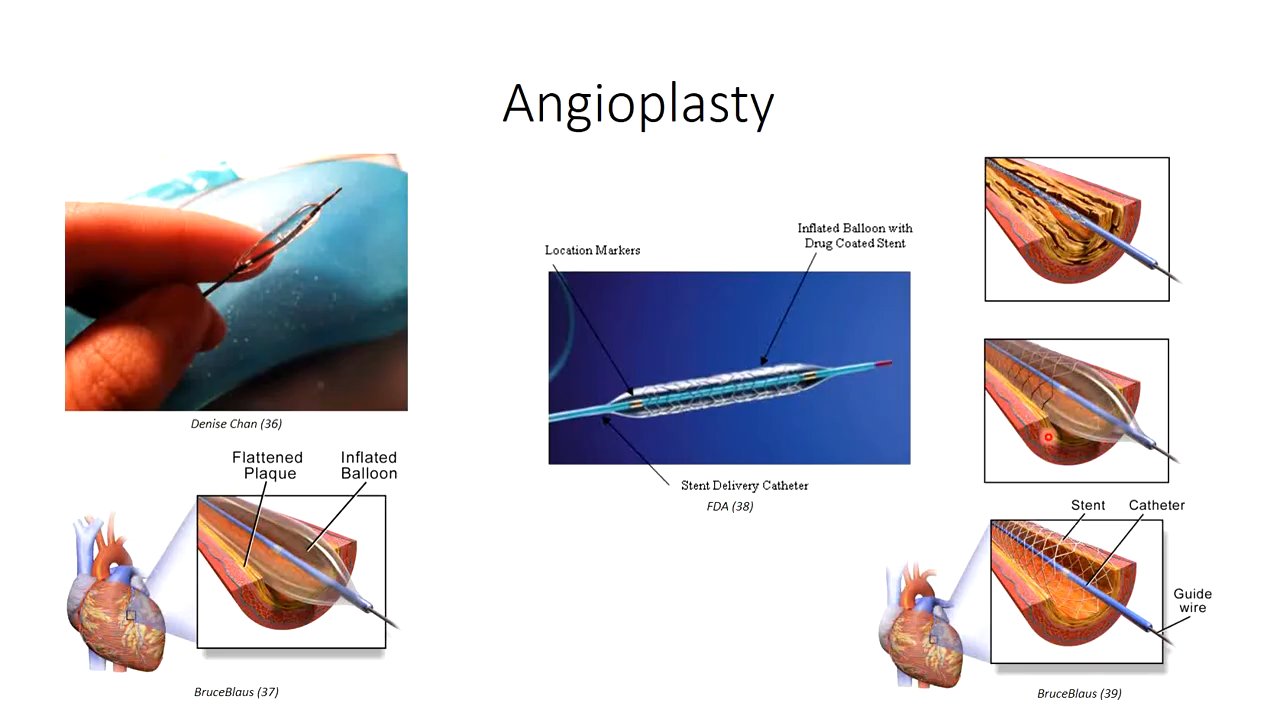 Angioplasty
Denise Chan (36)
Flattened
Plaque
Inflated
Balloon
BruceBlaus (37)
Location Markers
Inflated Balloon with
Drug Coated Stent
Stent Delivery Catheter
FDA (38)
Stent
Catheter
Guide
wire
BruceBlaus (39)